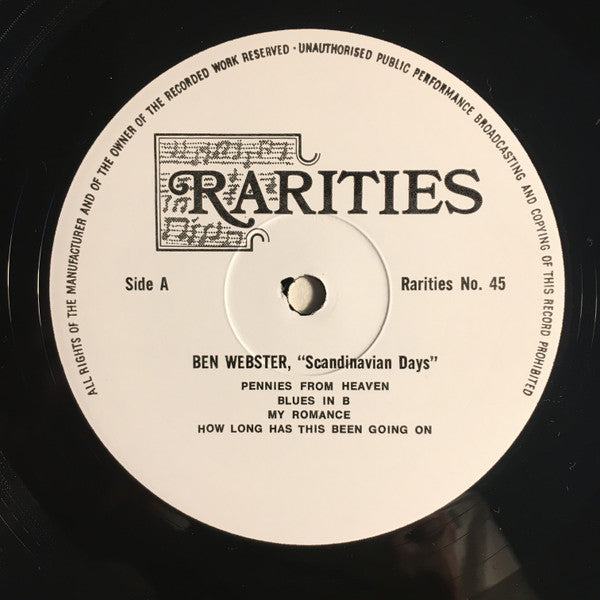 ALL RIGHTS OF THE MANUFACTURER AND OF THE OWNER OF THE RECORDED WORK RESERVED · UNAUTHORISED PUBLIC PERFORMANCE BROADCASTING AND COPYING OF THIS RECORD PROHIBITED
RARITIES
Side A Rarities No. 45
BEN WEBSTER, "Scandinavian Days"
PENNIES FROM HEAVEN
BLUES IN B
MY ROMANCE
HOW LONG HAS THIS BEEN GOING ON